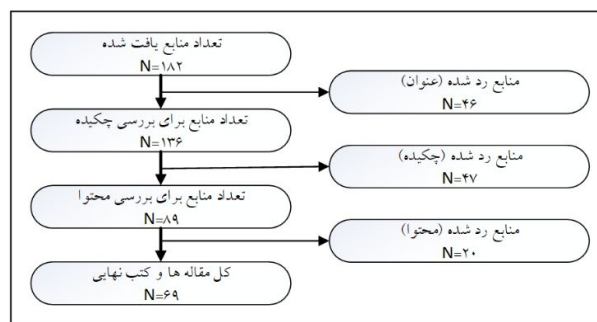 تعداد منابع یافت شده
N=۱۸۲
منابع رد شده (عنوان)
N=۴۶
تعداد منابع برای بررسی چکیده
N=۱۳۶
منابع رد شده (چکیده)
N=۴۷
تعداد منابع برای بررسی محتوا
N=۸۹
منابع رد شده (محتوا)
N=۲۰
کل مقاله ها و کتب نهایی
N=۶۹